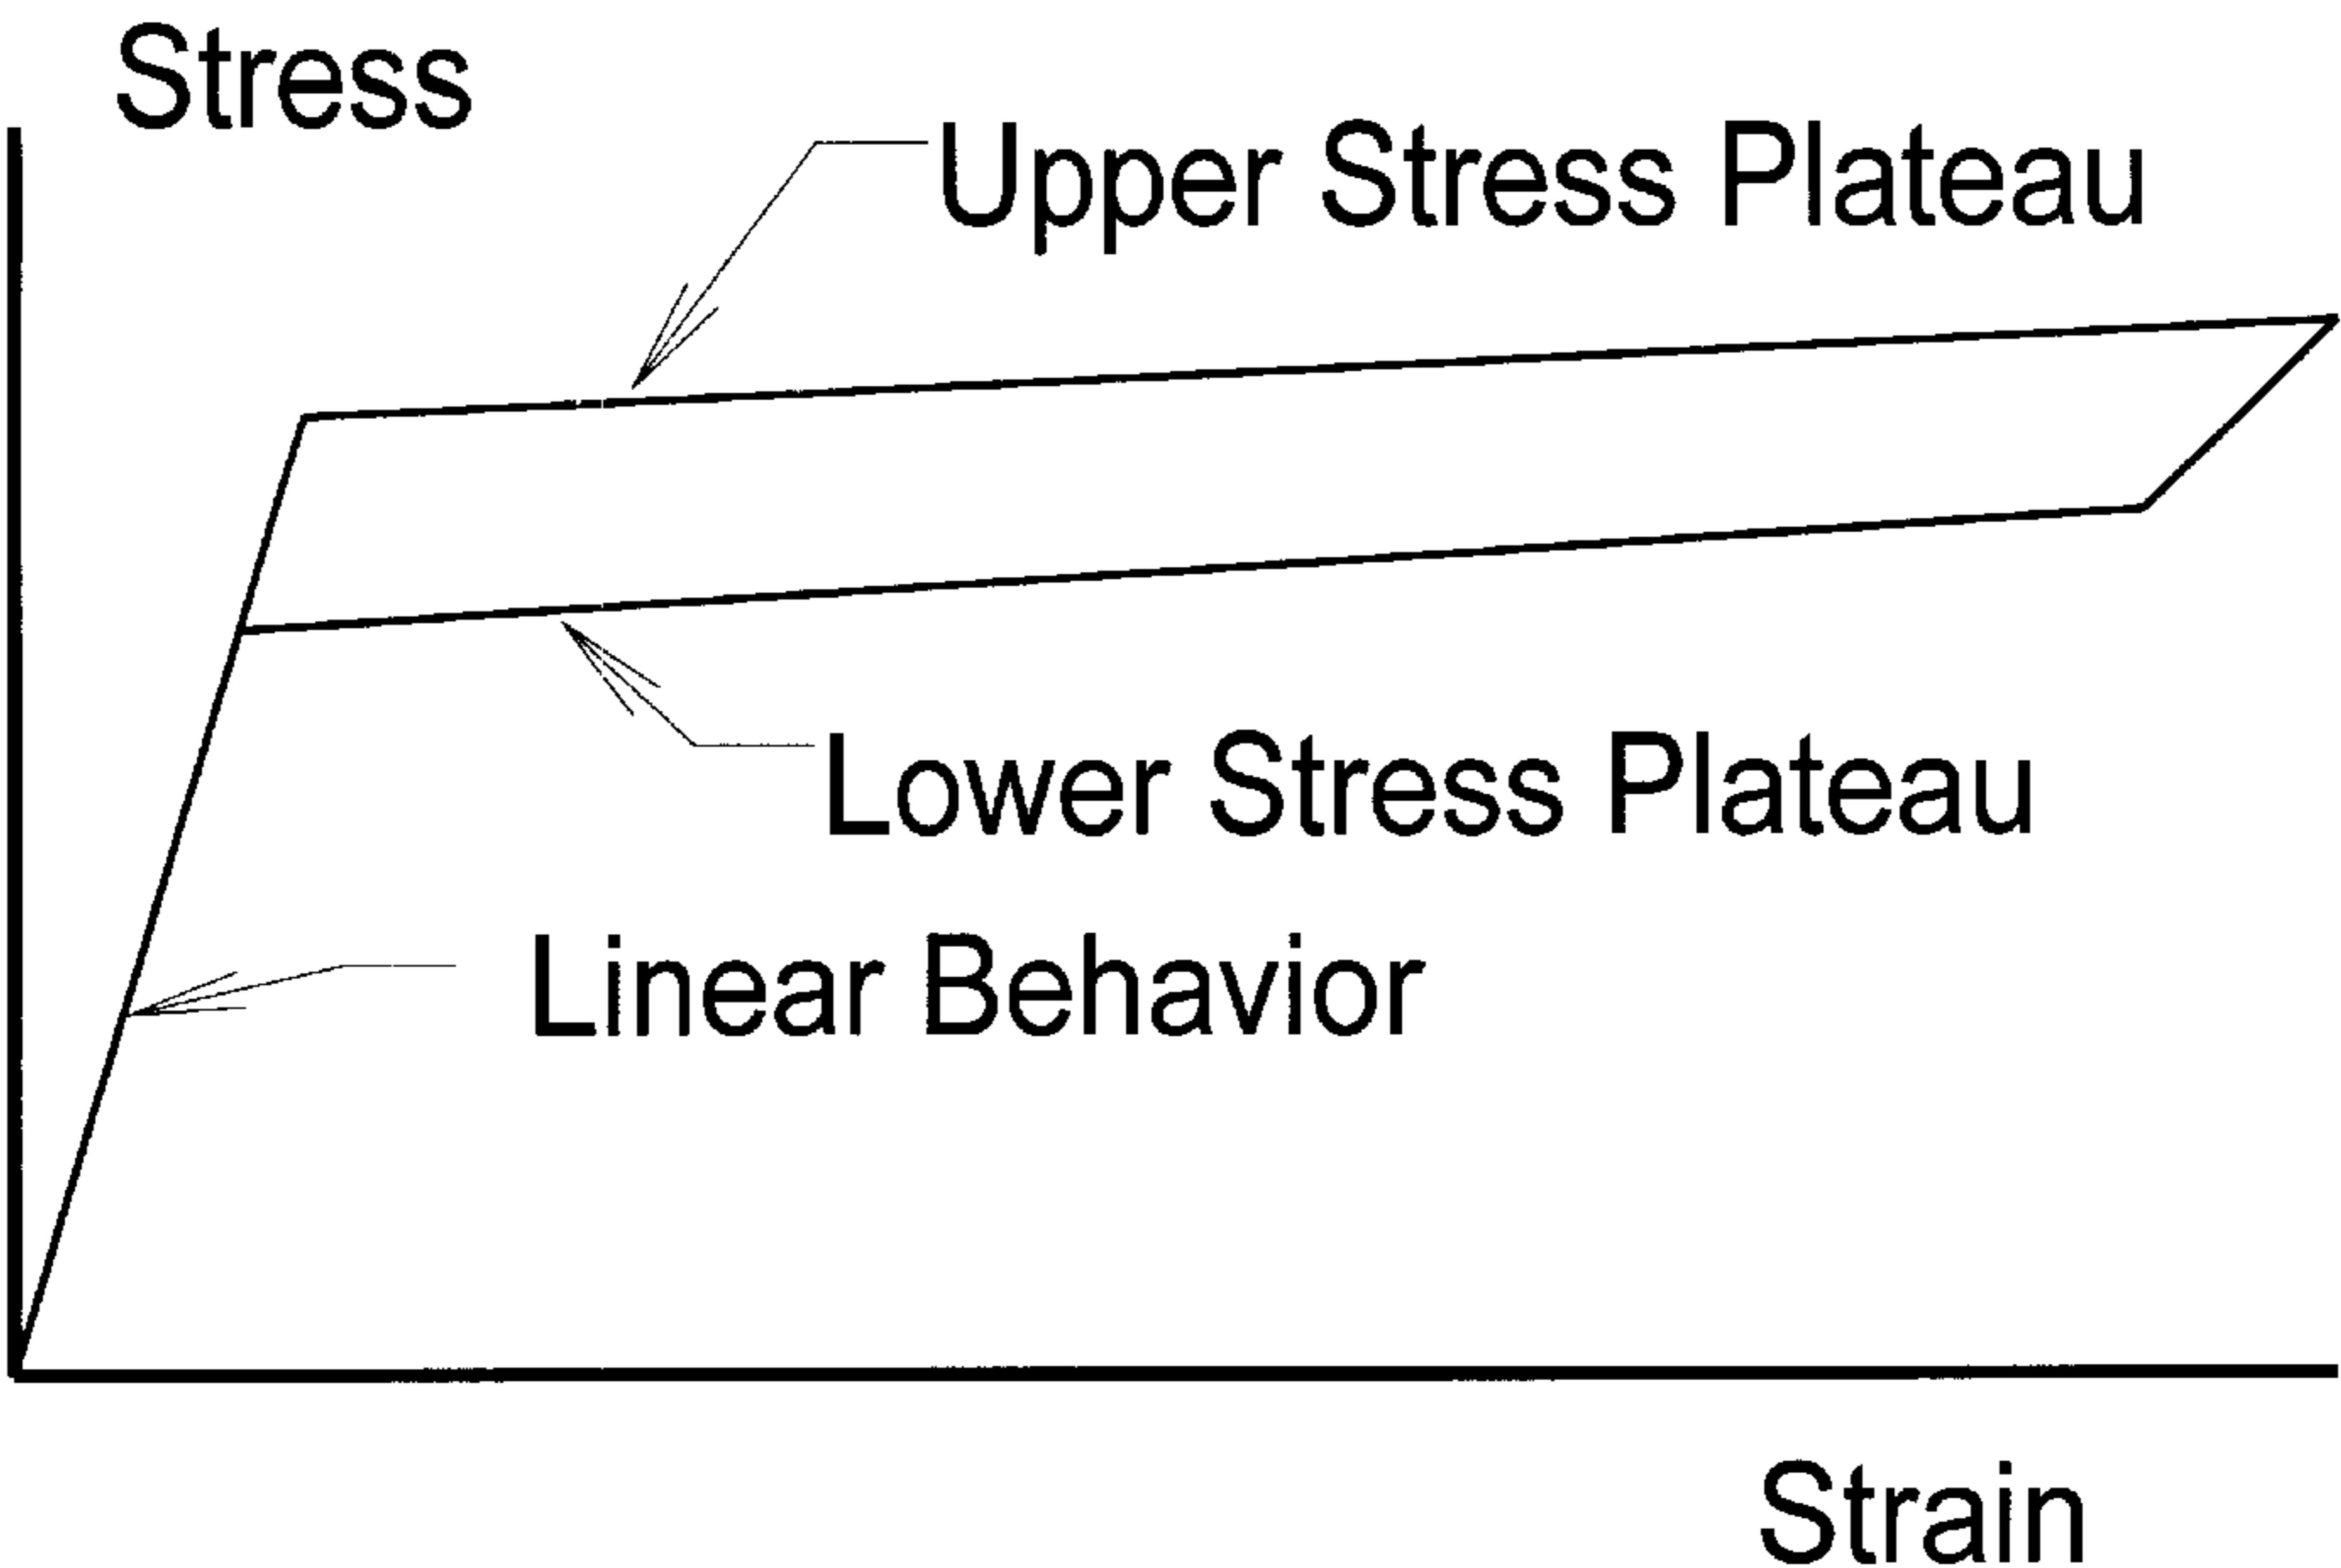 Stress
Upper Stress Plateau
Lower Stress Plateau
Linear Behavior
Strain